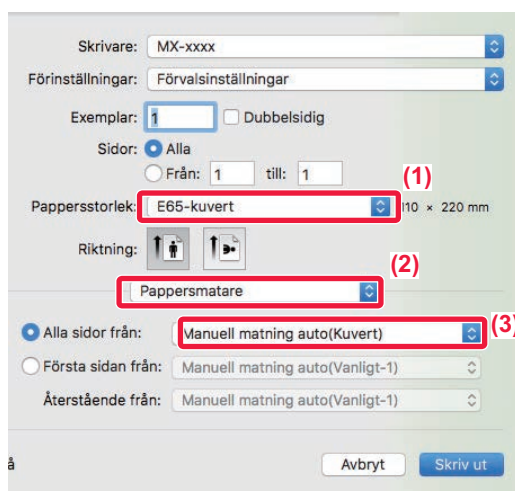 Skrivare: MX-xxxx
Förinställningar: Förvalsinställningar
Exemplar: 1 Dubbelsidig
Sidor: Alla
Från: 1 till: 1
(1)
Pappersstorlek: E65-kuvert 110 × 220 mm
Riktning:
(2)
Pappersmatare
Alla sidor från: Manuell matning auto(Kuvert) (3)
Första sidan från: Manuell matning auto(Vanligt-1)
Återstående från: Manuell matning auto(Vanligt-1)
å Avbryt Skriv ut